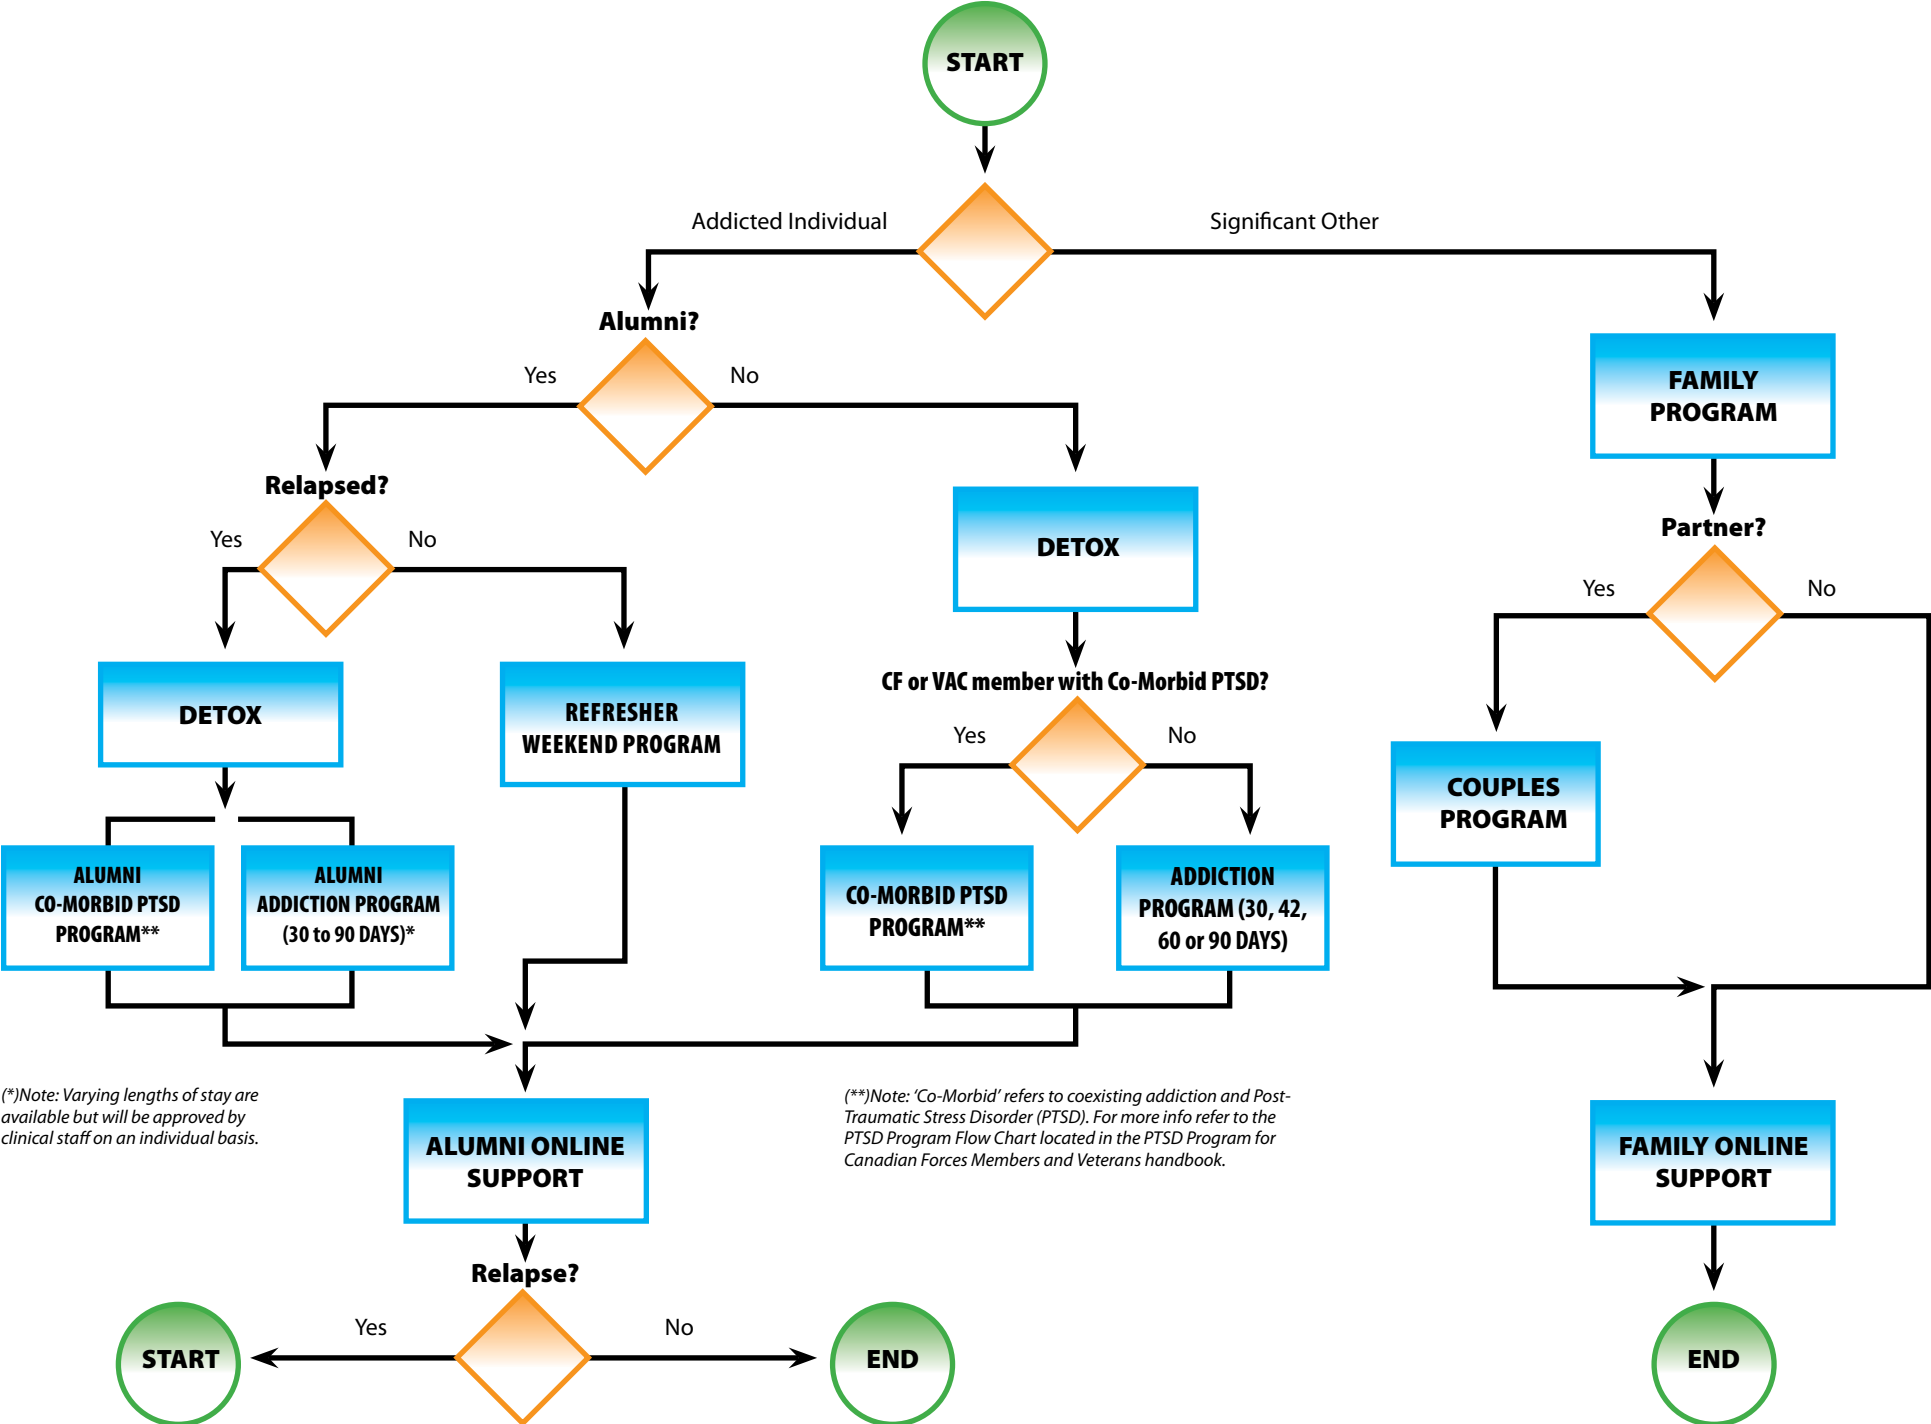 START
Addicted Individual
Significant Other
Alumni?
Yes
No
FAMILY
PROGRAM
Relapsed?
Yes
No
DETOX
Partner?
Yes
No
DETOX
REFRESHER
WEEKEND PROGRAM
CF or VAC member with Co-Morbid PTSD?
Yes
No
COUPLES
PROGRAM
ALUMNI
CO-MORBID PTSD
PROGRAM**
ALUMNI
ADDICTION PROGRAM
(30 to 90 DAYS)*
CO-MORBID PTSD
PROGRAM**
ADDICTION
PROGRAM (30, 42,
60 or 90 DAYS)
(*)Note: Varying lengths of stay are
available but will be approved by
clinical staff on an individual basis.
(**)Note: ‘Co-Morbid’ refers to coexisting addiction and Post-
Traumatic Stress Disorder (PTSD). For more info refer to the
PTSD Program Flow Chart located in the PTSD Program for
Canadian Forces Members and Veterans handbook.
ALUMNI ONLINE
SUPPORT
FAMILY ONLINE
SUPPORT
Relapse?
Yes
No
START
END
END